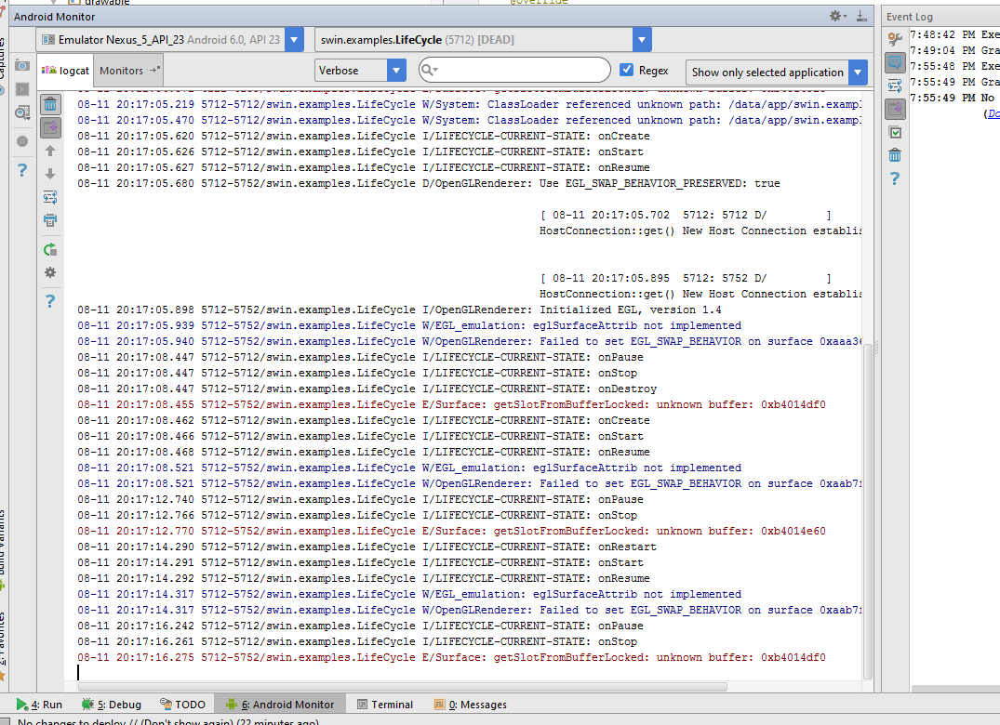 drawable
@Override
Android Monitor
Event Log
Emulator Nexus_5_API_23 Android 6.0, API 23
swin.examples.LifeCycle (5712) [DEAD]
logcat
Monitors
Verbose
Regex
Show only selected application
7:48:42 PM Exe
7:49:04 PM Gra
7:55:48 PM Exe
7:55:49 PM Gra
7:55:49 PM No
(Do
Captures
08-11 20:17:05.219 5712-5712/swin.examples.LifeCycle W/System: ClassLoader referenced unknown path: /data/app/swin.exampl
08-11 20:17:05.470 5712-5712/swin.examples.LifeCycle W/System: ClassLoader referenced unknown path: /data/app/swin.exampl
08-11 20:17:05.620 5712-5712/swin.examples.LifeCycle I/LIFECYCLE-CURRENT-STATE: onCreate
08-11 20:17:05.626 5712-5712/swin.examples.LifeCycle I/LIFECYCLE-CURRENT-STATE: onStart
08-11 20:17:05.627 5712-5712/swin.examples.LifeCycle I/LIFECYCLE-CURRENT-STATE: onResume
08-11 20:17:05.680 5712-5752/swin.examples.LifeCycle D/OpenGLRenderer: Use EGL_SWAP_BEHAVIOR_PRESERVED: true
[ 08-11 20:17:05.702 5712: 5712 D/ ]
HostConnection::get() New Host Connection establis
[ 08-11 20:17:05.895 5712: 5752 D/ ]
HostConnection::get() New Host Connection establis
08-11 20:17:05.898 5712-5752/swin.examples.LifeCycle I/OpenGLRenderer: Initialized EGL, version 1.4
08-11 20:17:05.939 5712-5752/swin.examples.LifeCycle W/EGL_emulation: eglSurfaceAttrib not implemented
08-11 20:17:05.940 5712-5752/swin.examples.LifeCycle W/OpenGLRenderer: Failed to set EGL_SWAP_BEHAVIOR on surface 0xaaa36
08-11 20:17:08.447 5712-5712/swin.examples.LifeCycle I/LIFECYCLE-CURRENT-STATE: onPause
08-11 20:17:08.447 5712-5712/swin.examples.LifeCycle I/LIFECYCLE-CURRENT-STATE: onStop
08-11 20:17:08.447 5712-5712/swin.examples.LifeCycle I/LIFECYCLE-CURRENT-STATE: onDestroy
08-11 20:17:08.455 5712-5752/swin.examples.LifeCycle E/Surface: getSlotFromBufferLocked: unknown buffer: 0xb4014df0
08-11 20:17:08.462 5712-5712/swin.examples.LifeCycle I/LIFECYCLE-CURRENT-STATE: onCreate
08-11 20:17:08.466 5712-5712/swin.examples.LifeCycle I/LIFECYCLE-CURRENT-STATE: onStart
08-11 20:17:08.468 5712-5712/swin.examples.LifeCycle I/LIFECYCLE-CURRENT-STATE: onResume
08-11 20:17:08.521 5712-5752/swin.examples.LifeCycle W/EGL_emulation: eglSurfaceAttrib not implemented
08-11 20:17:08.521 5712-5752/swin.examples.LifeCycle W/OpenGLRenderer: Failed to set EGL_SWAP_BEHAVIOR on surface 0xaab7f
08-11 20:17:12.740 5712-5712/swin.examples.LifeCycle I/LIFECYCLE-CURRENT-STATE: onPause
08-11 20:17:12.766 5712-5712/swin.examples.LifeCycle I/LIFECYCLE-CURRENT-STATE: onStop
08-11 20:17:12.770 5712-5752/swin.examples.LifeCycle E/Surface: getSlotFromBufferLocked: unknown buffer: 0xb4014e60
08-11 20:17:14.290 5712-5712/swin.examples.LifeCycle I/LIFECYCLE-CURRENT-STATE: onRestart
08-11 20:17:14.291 5712-5712/swin.examples.LifeCycle I/LIFECYCLE-CURRENT-STATE: onStart
08-11 20:17:14.292 5712-5712/swin.examples.LifeCycle I/LIFECYCLE-CURRENT-STATE: onResume
08-11 20:17:14.317 5712-5752/swin.examples.LifeCycle W/EGL_emulation: eglSurfaceAttrib not implemented
08-11 20:17:14.317 5712-5752/swin.examples.LifeCycle W/OpenGLRenderer: Failed to set EGL_SWAP_BEHAVIOR on surface 0xaab7f
08-11 20:17:16.242 5712-5712/swin.examples.LifeCycle I/LIFECYCLE-CURRENT-STATE: onPause
08-11 20:17:16.261 5712-5712/swin.examples.LifeCycle I/LIFECYCLE-CURRENT-STATE: onStop
08-11 20:17:16.275 5712-5752/swin.examples.LifeCycle E/Surface: getSlotFromBufferLocked: unknown buffer: 0xb4014df0
Build Variants
2: Favorites
4: Run
5: Debug
TODO
6: Android Monitor
Terminal
0: Messages
No changes to deploy // (Don't show again) (22 minutes ago)